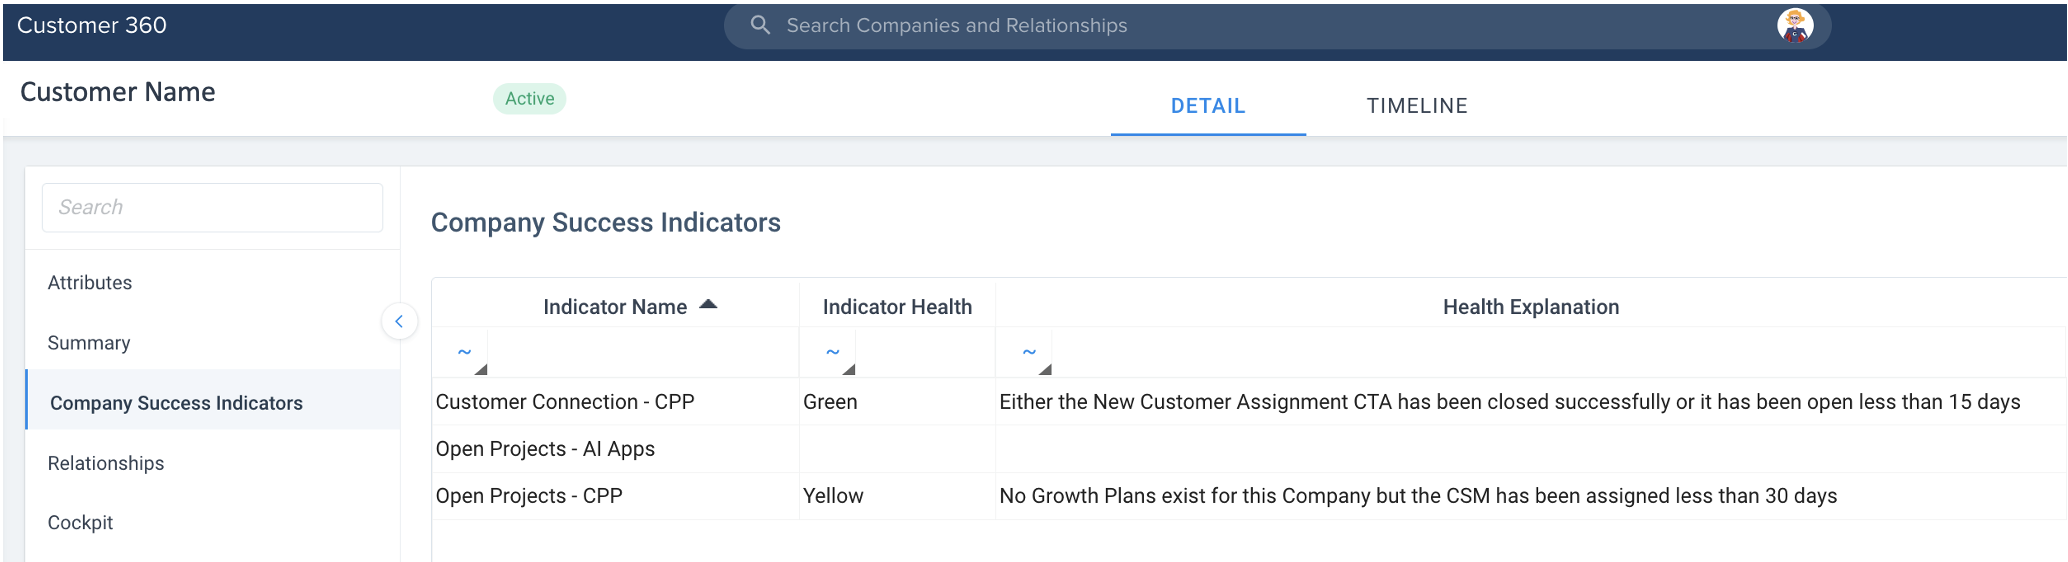 Customer 360
Search Companies and Relationships
Customer Name
Active
DETAIL
TIMELINE
Search
Attributes
Summary
Company Success Indicators
Relationships
Cockpit
Company Success Indicators
Indicator Name Indicator Health Health Explanation
~ ~ ~
Customer Connection - CPP Green Either the New Customer Assignment CTA has been closed successfully or it has been open less than 15 days
Open Projects - AI Apps
Open Projects - CPP Yellow No Growth Plans exist for this Company but the CSM has been assigned less than 30 days